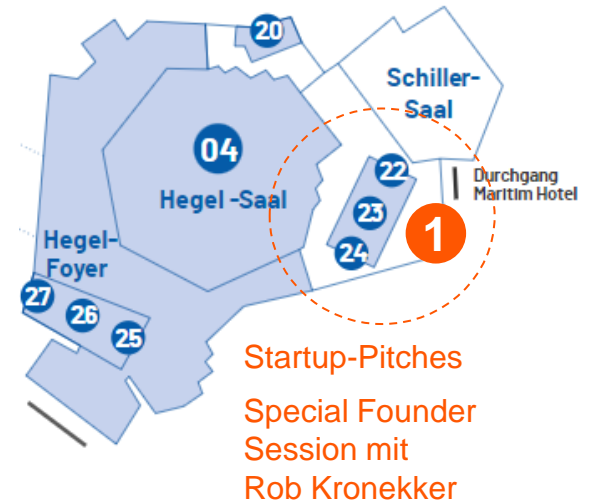 20
Schiller-
Saal
04
Hegel -Saal
22
23
24
1
Durchgang
Maritim Hotel
Hegel-
Foyer
27
26
25
Startup-Pitches
Special Founder
Session mit
Rob Kronekker